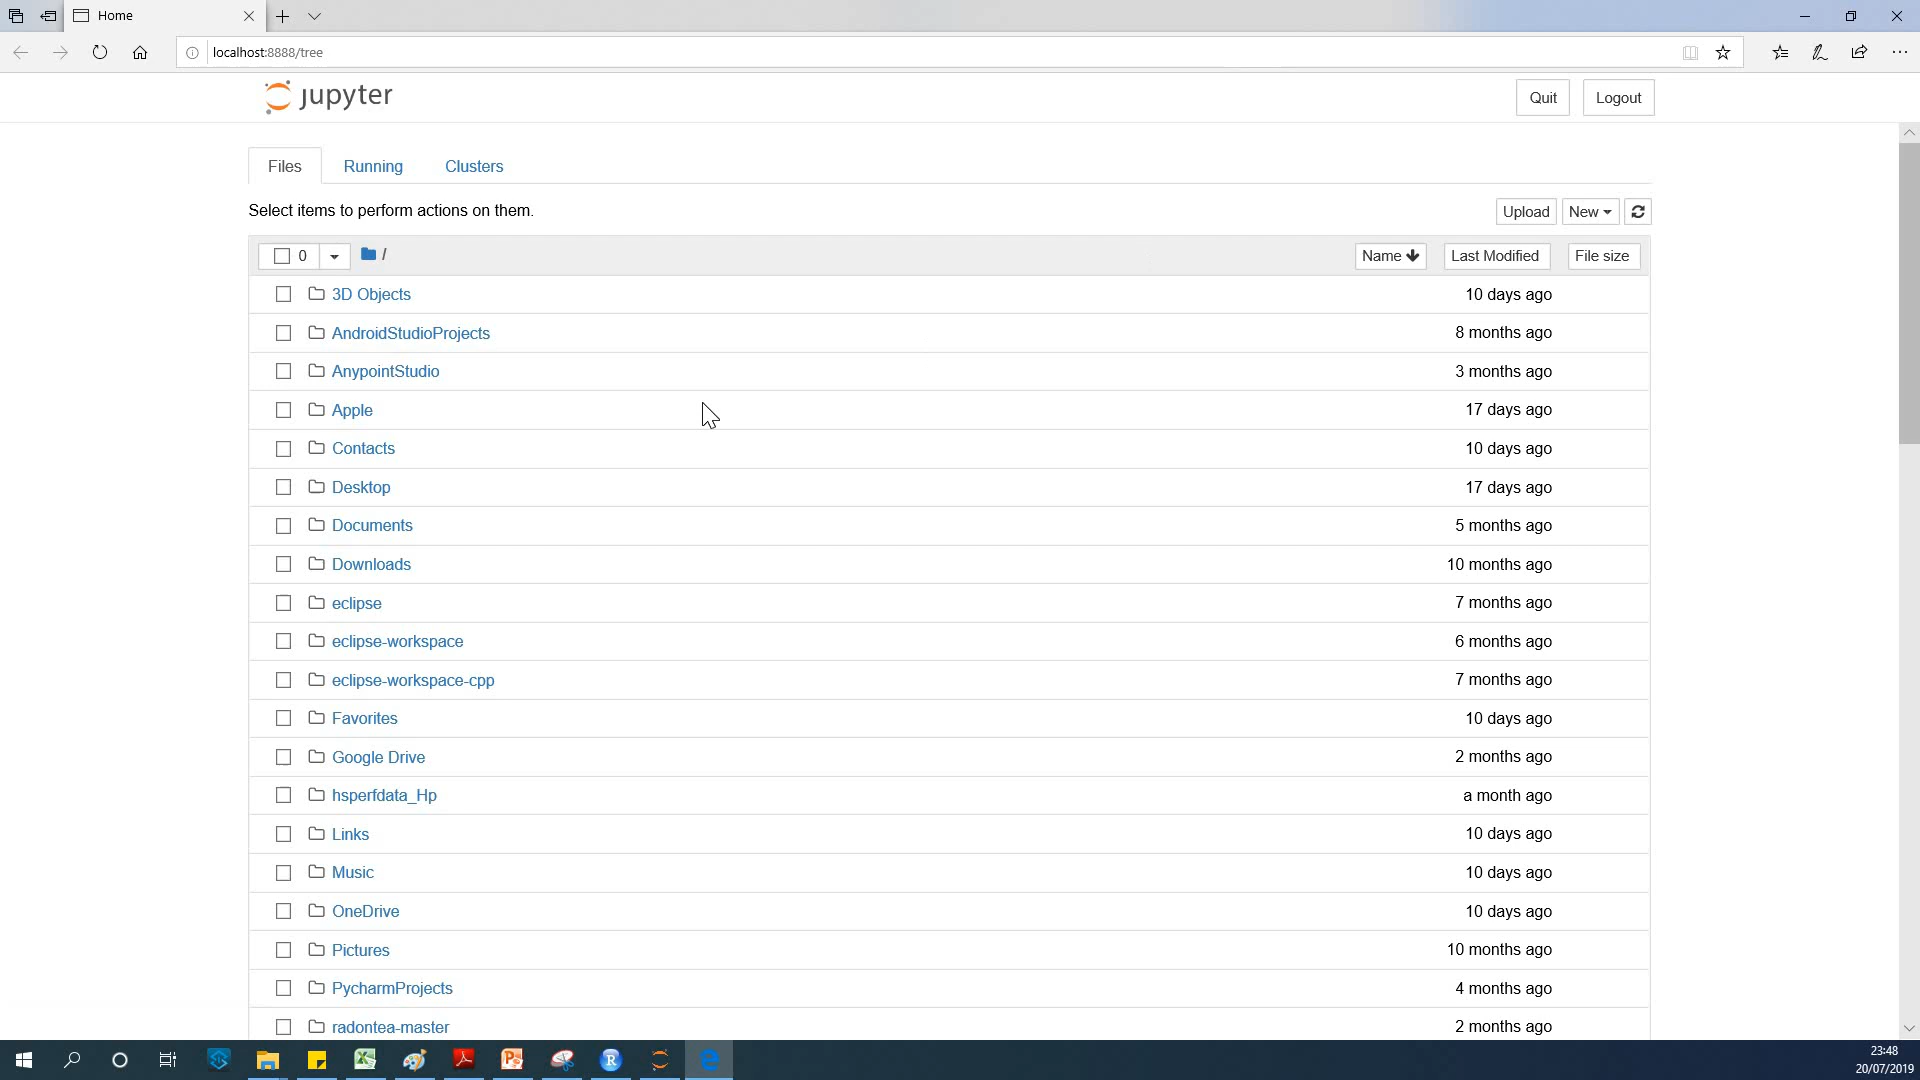 Home
localhost:8888/tree
jupyter
Quit Logout
Files Running Clusters
Select items to perform actions on them.
Upload New
0 / Name Last Modified File size
3D Objects 10 days ago
AndroidStudioProjects 8 months ago
AnypointStudio 3 months ago
Apple 17 days ago
Contacts 10 days ago
Desktop 17 days ago
Documents 5 months ago
Downloads 10 months ago
eclipse 7 months ago
eclipse-workspace 6 months ago
eclipse-workspace-cpp 7 months ago
Favorites 10 days ago
Google Drive 2 months ago
hsperfdata_Hp a month ago
Links 10 days ago
Music 10 days ago
OneDrive 10 days ago
Pictures 10 months ago
PycharmProjects 4 months ago
radontea-master 2 months ago
23:48
20/07/2019